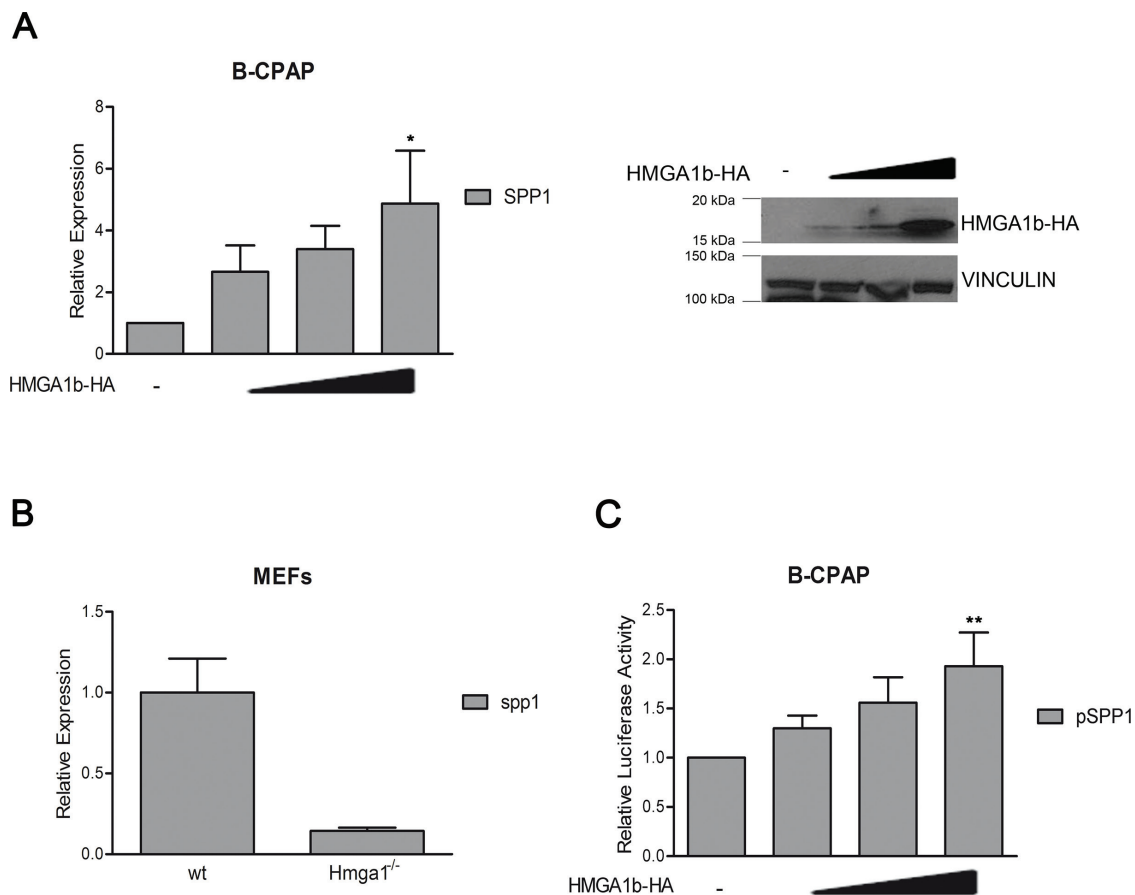 A
B-CPAP
Relative Expression
8
6
4
2
0
*
SPP1
HMGA1b-HA -
HMGA1b-HA -
20 kDa
15 kDa
150 kDa
100 kDa
HMGA1b-HA
VINCULIN
B
MEFs
Relative Expression
1.5
1.0
0.5
0.0
wt Hmga1-/-
spp1
C
B-CPAP
Relative Luciferase Activity
2.5
2.0
1.5
1.0
0.5
0.0
**
pSPP1
HMGA1b-HA -